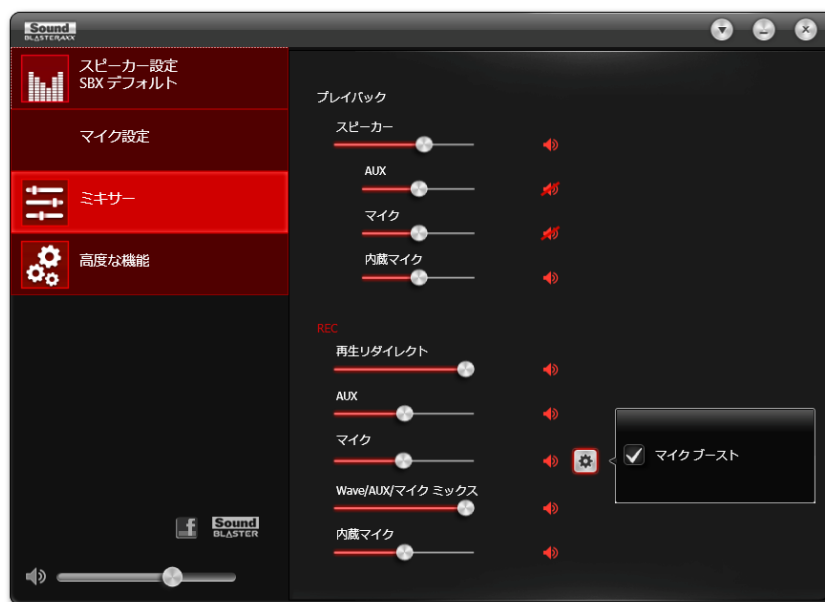 Sound
BLASTERAXX
スピーカー設定
SBX デフォルト
マイク設定
ミキサー
高度な機能
プレイバック
スピーカー
AUX
マイク
内蔵マイク
REC
再生リダイレクト
AUX
マイク
マイク ブースト
Wave/AUX/マイク ミックス
内蔵マイク
f
Sound
BLASTER